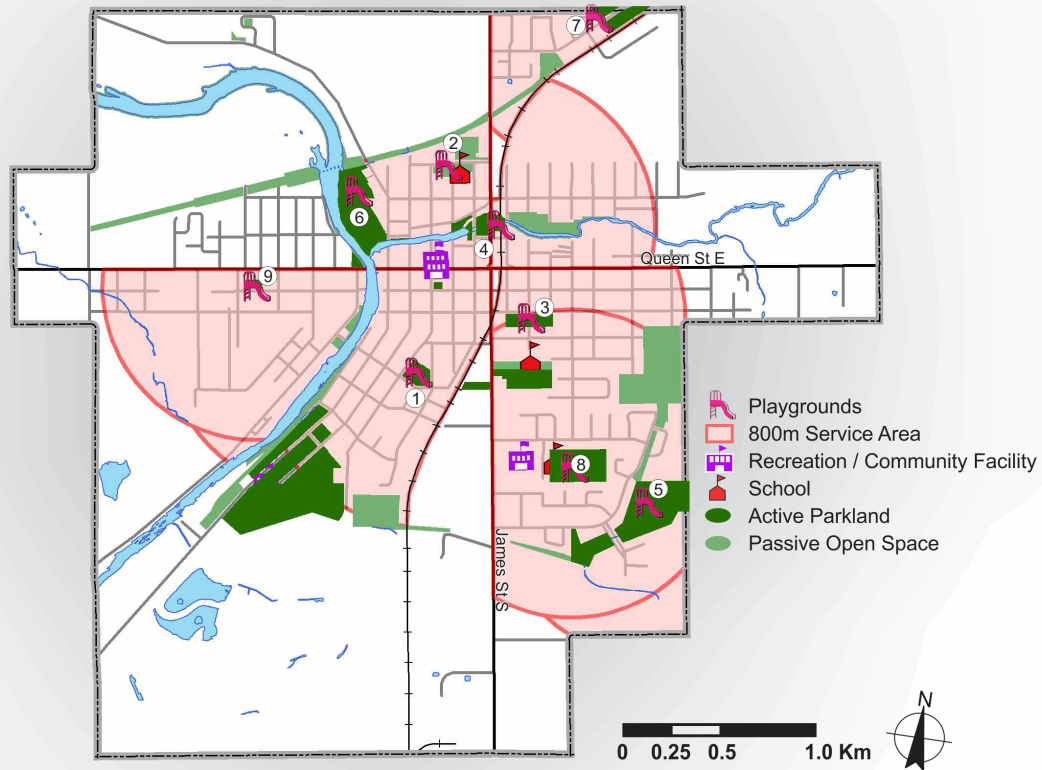 7
2
6
4
Queen St E
9
3
1
8
5
James St S
Playgrounds
800m Service Area
Recreation / Community Facility
School
Active Parkland
Passive Open Space
N
0 0.25 0.5 1.0 Km